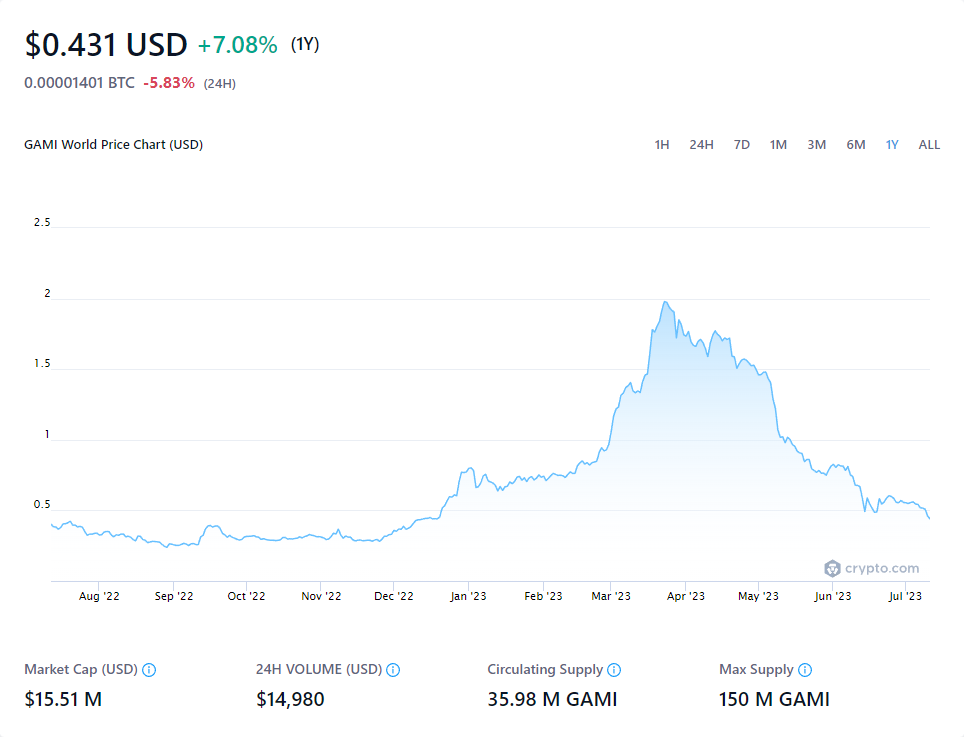 $0.431 USD +7.08% (1Y)
0.00001401 BTC -5.83% (24H)
GAMI World Price Chart (USD) 1H 24H 7D 1M 3M 6M 1Y ALL
2.5
2
1.5
1
0.5
crypto.com
Aug '22 Sep '22 Oct '22 Nov '22 Dec '22 Jan '23 Feb '23 Mar '23 Apr '23 May '23 Jun '23 Jul '23
Market Cap (USD) 24H VOLUME (USD) Circulating Supply Max Supply
$15.51 M $14,980 35.98 M GAMI 150 M GAMI